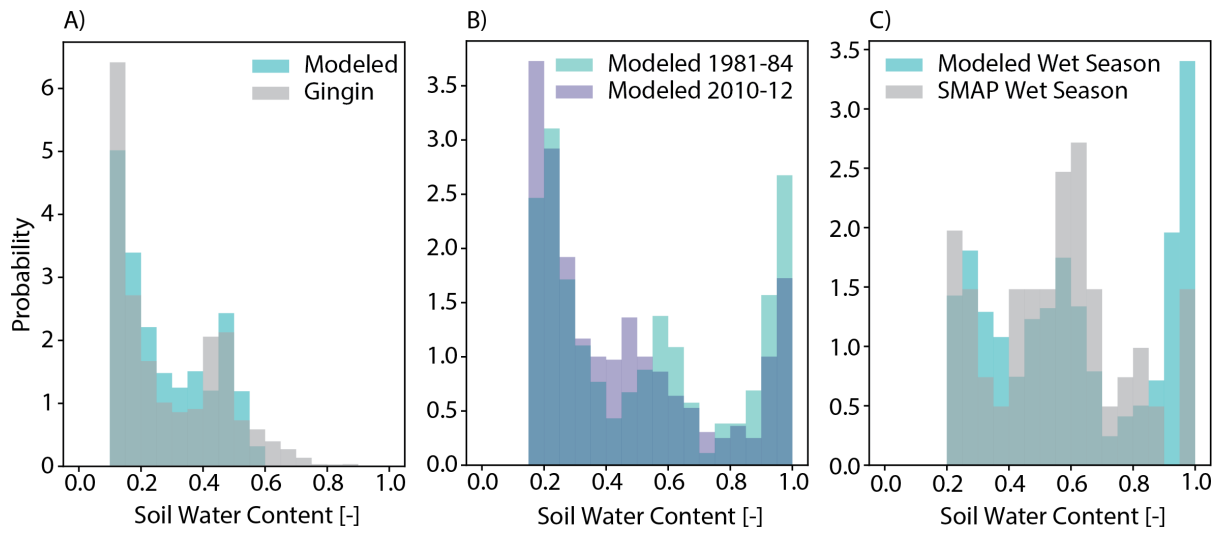 A)
Modeled
Gingin
Probability
6
5
4
3
2
1
0
0.0 0.2 0.4 0.6 0.8 1.0
Soil Water Content [-]
B)
Modeled 1981-84
Modeled 2010-12
3.5
3.0
2.5
2.0
1.5
1.0
0.5
0.0
0.0 0.2 0.4 0.6 0.8 1.0
Soil Water Content [-]
C)
Modeled Wet Season
SMAP Wet Season
3.5
3.0
2.5
2.0
1.5
1.0
0.5
0.0
0.0 0.2 0.4 0.6 0.8 1.0
Soil Water Content [-]